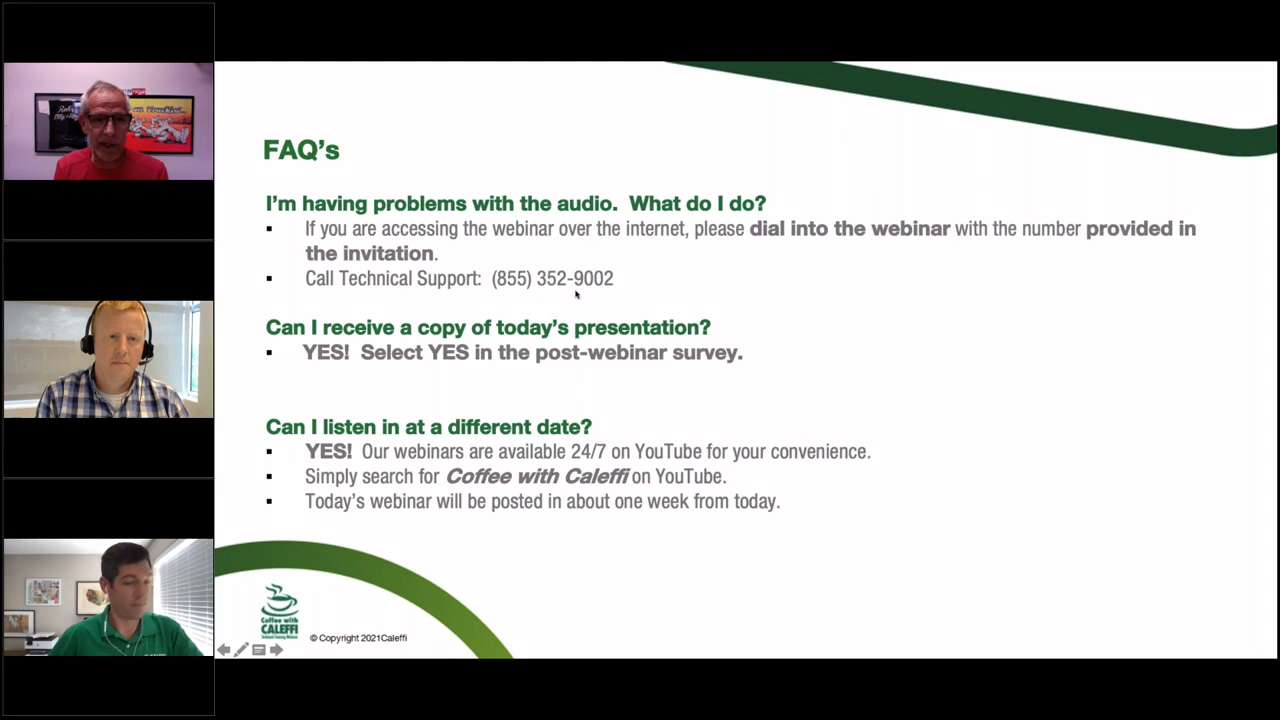 FAQ’s
I’m having problems with the audio.  What do I do?
▪ If you are accessing the webinar over the internet, please dial into the webinar with the number provided in
the invitation.
▪ Call Technical Support:  (855) 352-9002
Can I receive a copy of today’s presentation?
▪ YES!  Select YES in the post-webinar survey.
Can I listen in at a different date?
▪ YES!  Our webinars are available 24/7 on YouTube for your convenience.
▪ Simply search for Coffee with Caleffi on YouTube.
▪ Today’s webinar will be posted in about one week from today.
Coffee with
CALEFFI
© Copyright 2021Caleffi